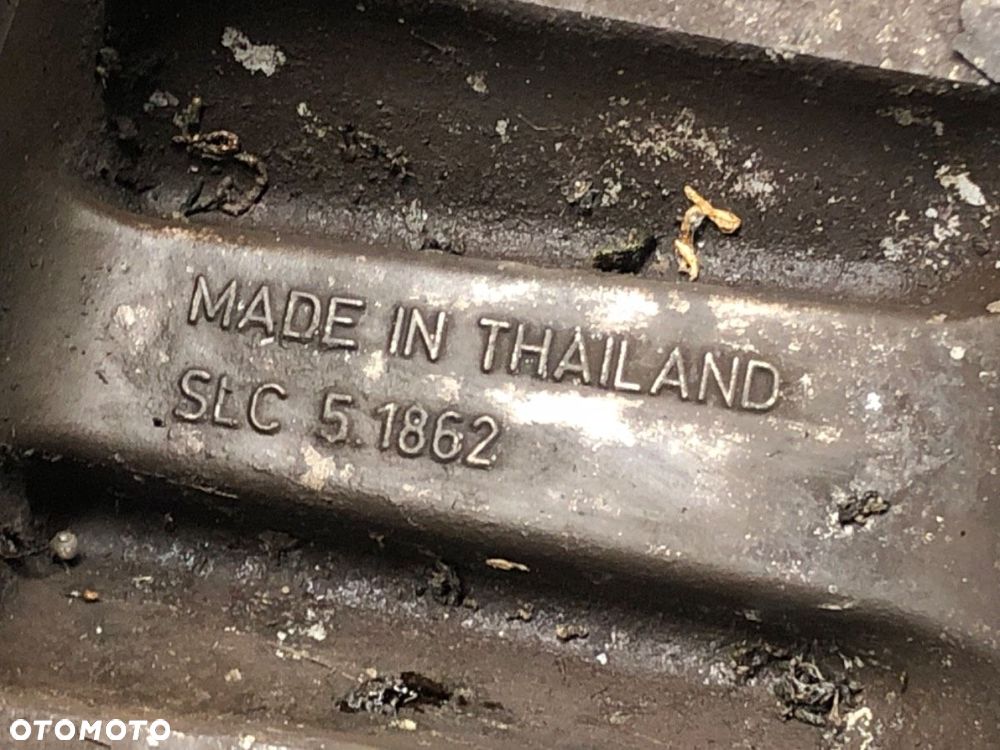 MADE IN THAILAND
SLC 5.1862
OTOMOTO